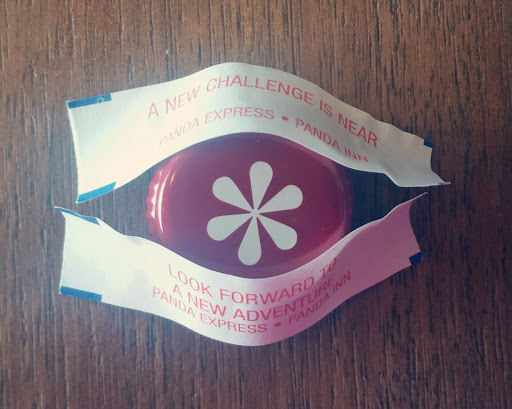 A NEW CHALLENGE IS NEAR
PANDA EXPRESS • PANDA INN
LOOK FORWARD TO
A NEW ADVENTURE
PANDA EXPRESS • PANDA INN